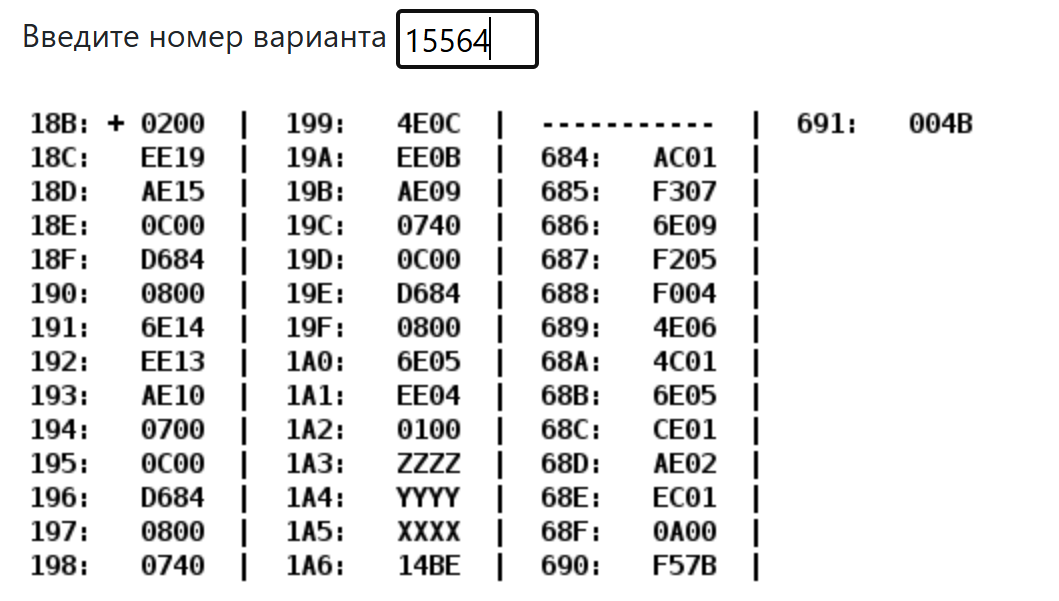 Введите номер варианта 15564
18B: + 0200 | 199: 4E0C | ----------- | 691: 004B
18C: EE19 | 19A: EE0B | 684: AC01 |
18D: AE15 | 19B: AE09 | 685: F307 |
18E: 0C00 | 19C: 0740 | 686: 6E09 |
18F: D684 | 19D: 0C00 | 687: F205 |
190: 0800 | 19E: D684 | 688: F004 |
191: 6E14 | 19F: 0800 | 689: 4E06 |
192: EE13 | 1A0: 6E05 | 68A: 4C01 |
193: AE10 | 1A1: EE04 | 68B: 6E05 |
194: 0700 | 1A2: 0100 | 68C: CE01 |
195: 0C00 | 1A3: ZZZZ | 68D: AE02 |
196: D684 | 1A4: YYYY | 68E: EC01 |
197: 0800 | 1A5: XXXX | 68F: 0A00 |
198: 0740 | 1A6: 14BE | 690: F57B |